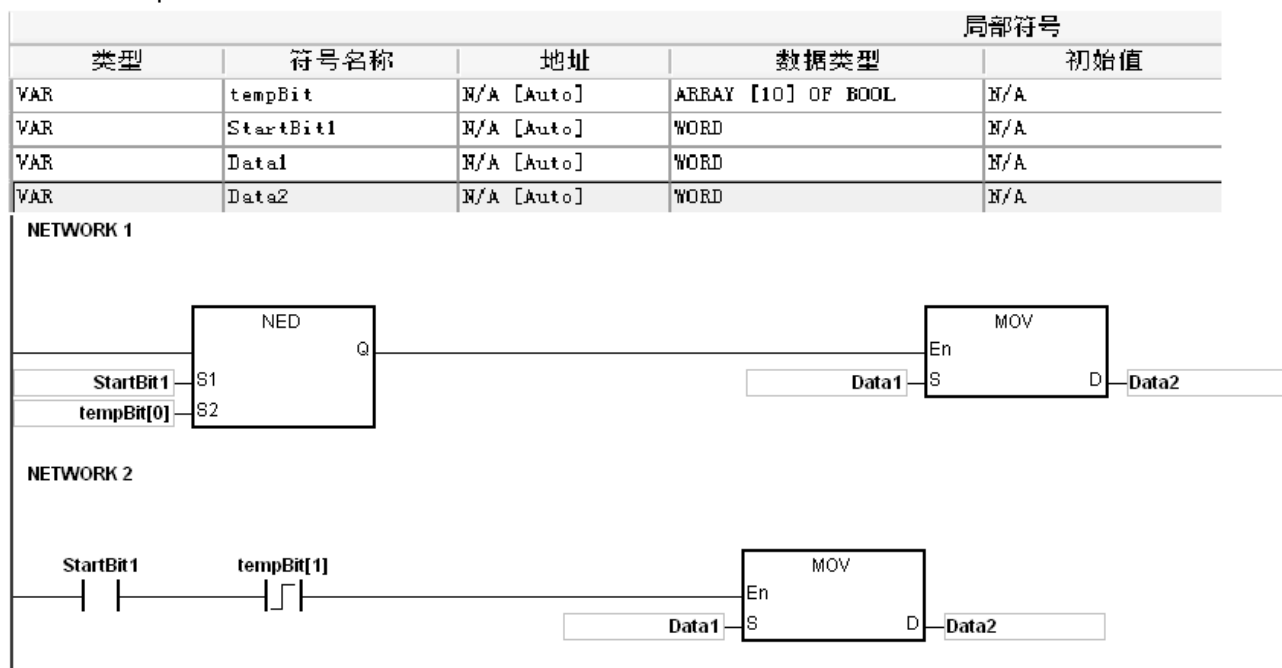 局部符号
类型 符号名称 地址 数据类型 初始值
VAR tempBit N/A [Auto] ARRAY [10] OF BOOL N/A
VAR StartBit1 N/A [Auto] WORD N/A
VAR Data1 N/A [Auto] WORD N/A
VAR Data2 N/A [Auto] WORD N/A
NETWORK 1
NED MOV
Q En
StartBit1 S1 Data1 S D Data2
tempBit[0] S2
NETWORK 2
StartBit1 tempBit[1] MOV
En
Data1 S D Data2